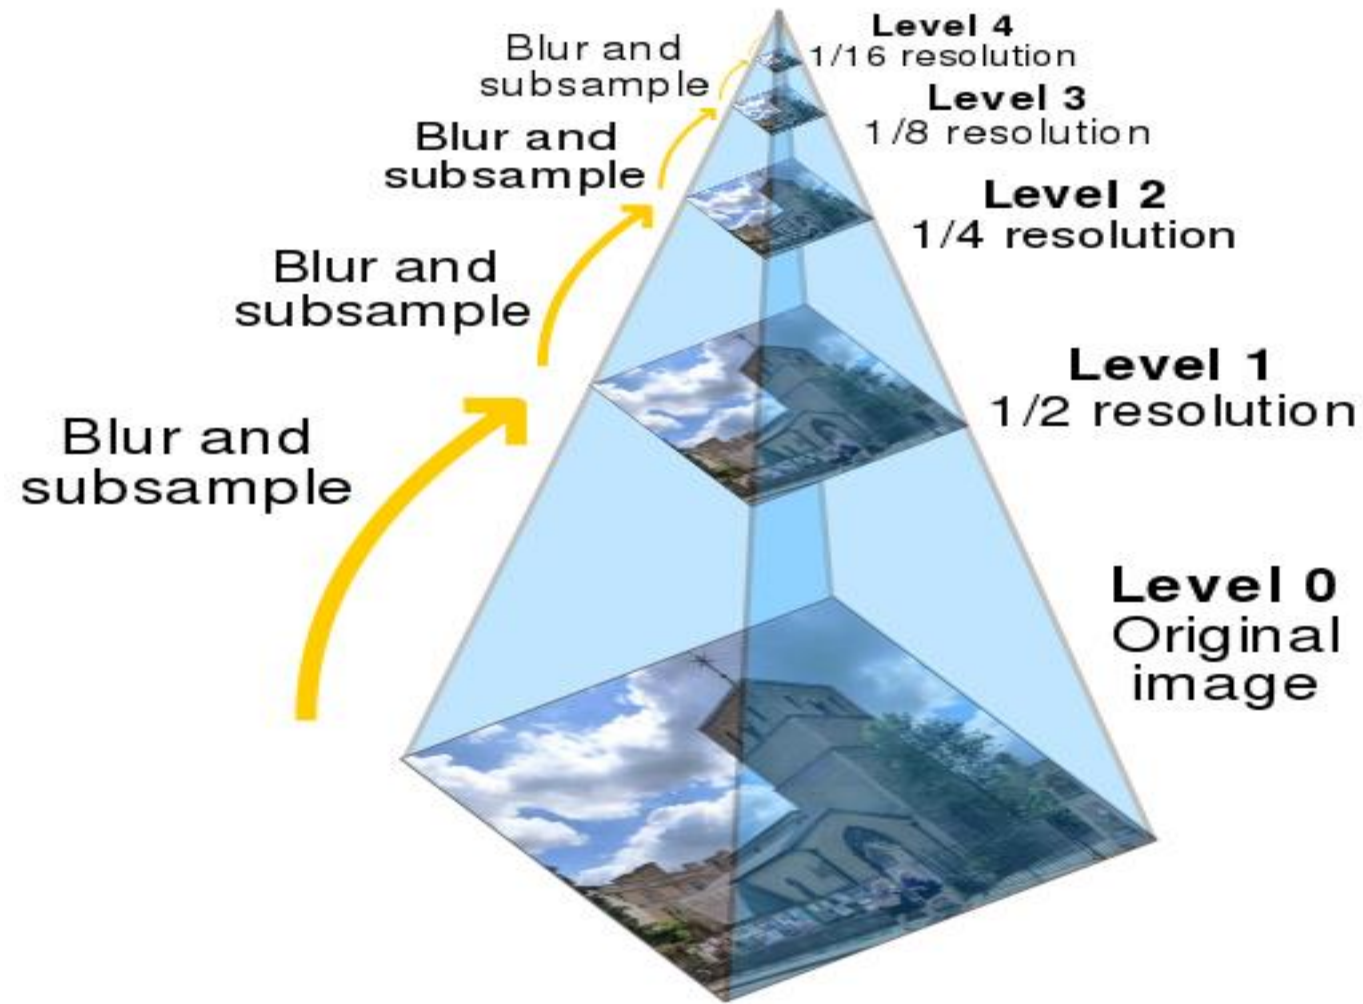 Level 4
1/16 resolution
Blur and
subsample
Level 3
1/8 resolution
Blur and
subsample
Level 2
1/4 resolution
Blur and
subsample
Level 1
1/2 resolution
Blur and
subsample
Level 0
Original
image